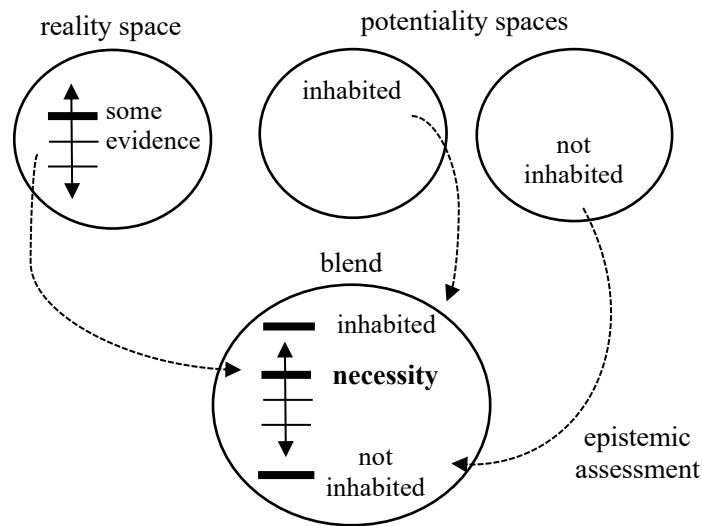 reality space
potentiality spaces
some
evidence
inhabited
not
inhabited
blend
inhabited
necessity
not
inhabited
epistemic
assessment